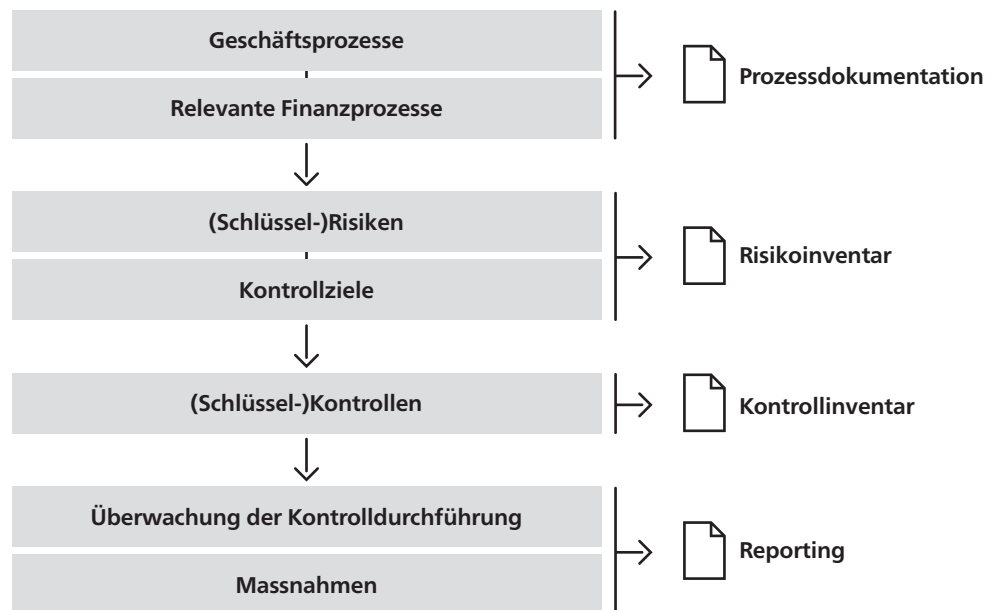 Geschäftsprozesse
Relevante Finanzprozesse
Prozessdokumentation
(Schlüssel-)Risiken
Kontrollziele
Risikoinventar
(Schlüssel-)Kontrollen
Kontrollinventar
Überwachung der Kontrolldurchführung
Massnahmen
Reporting